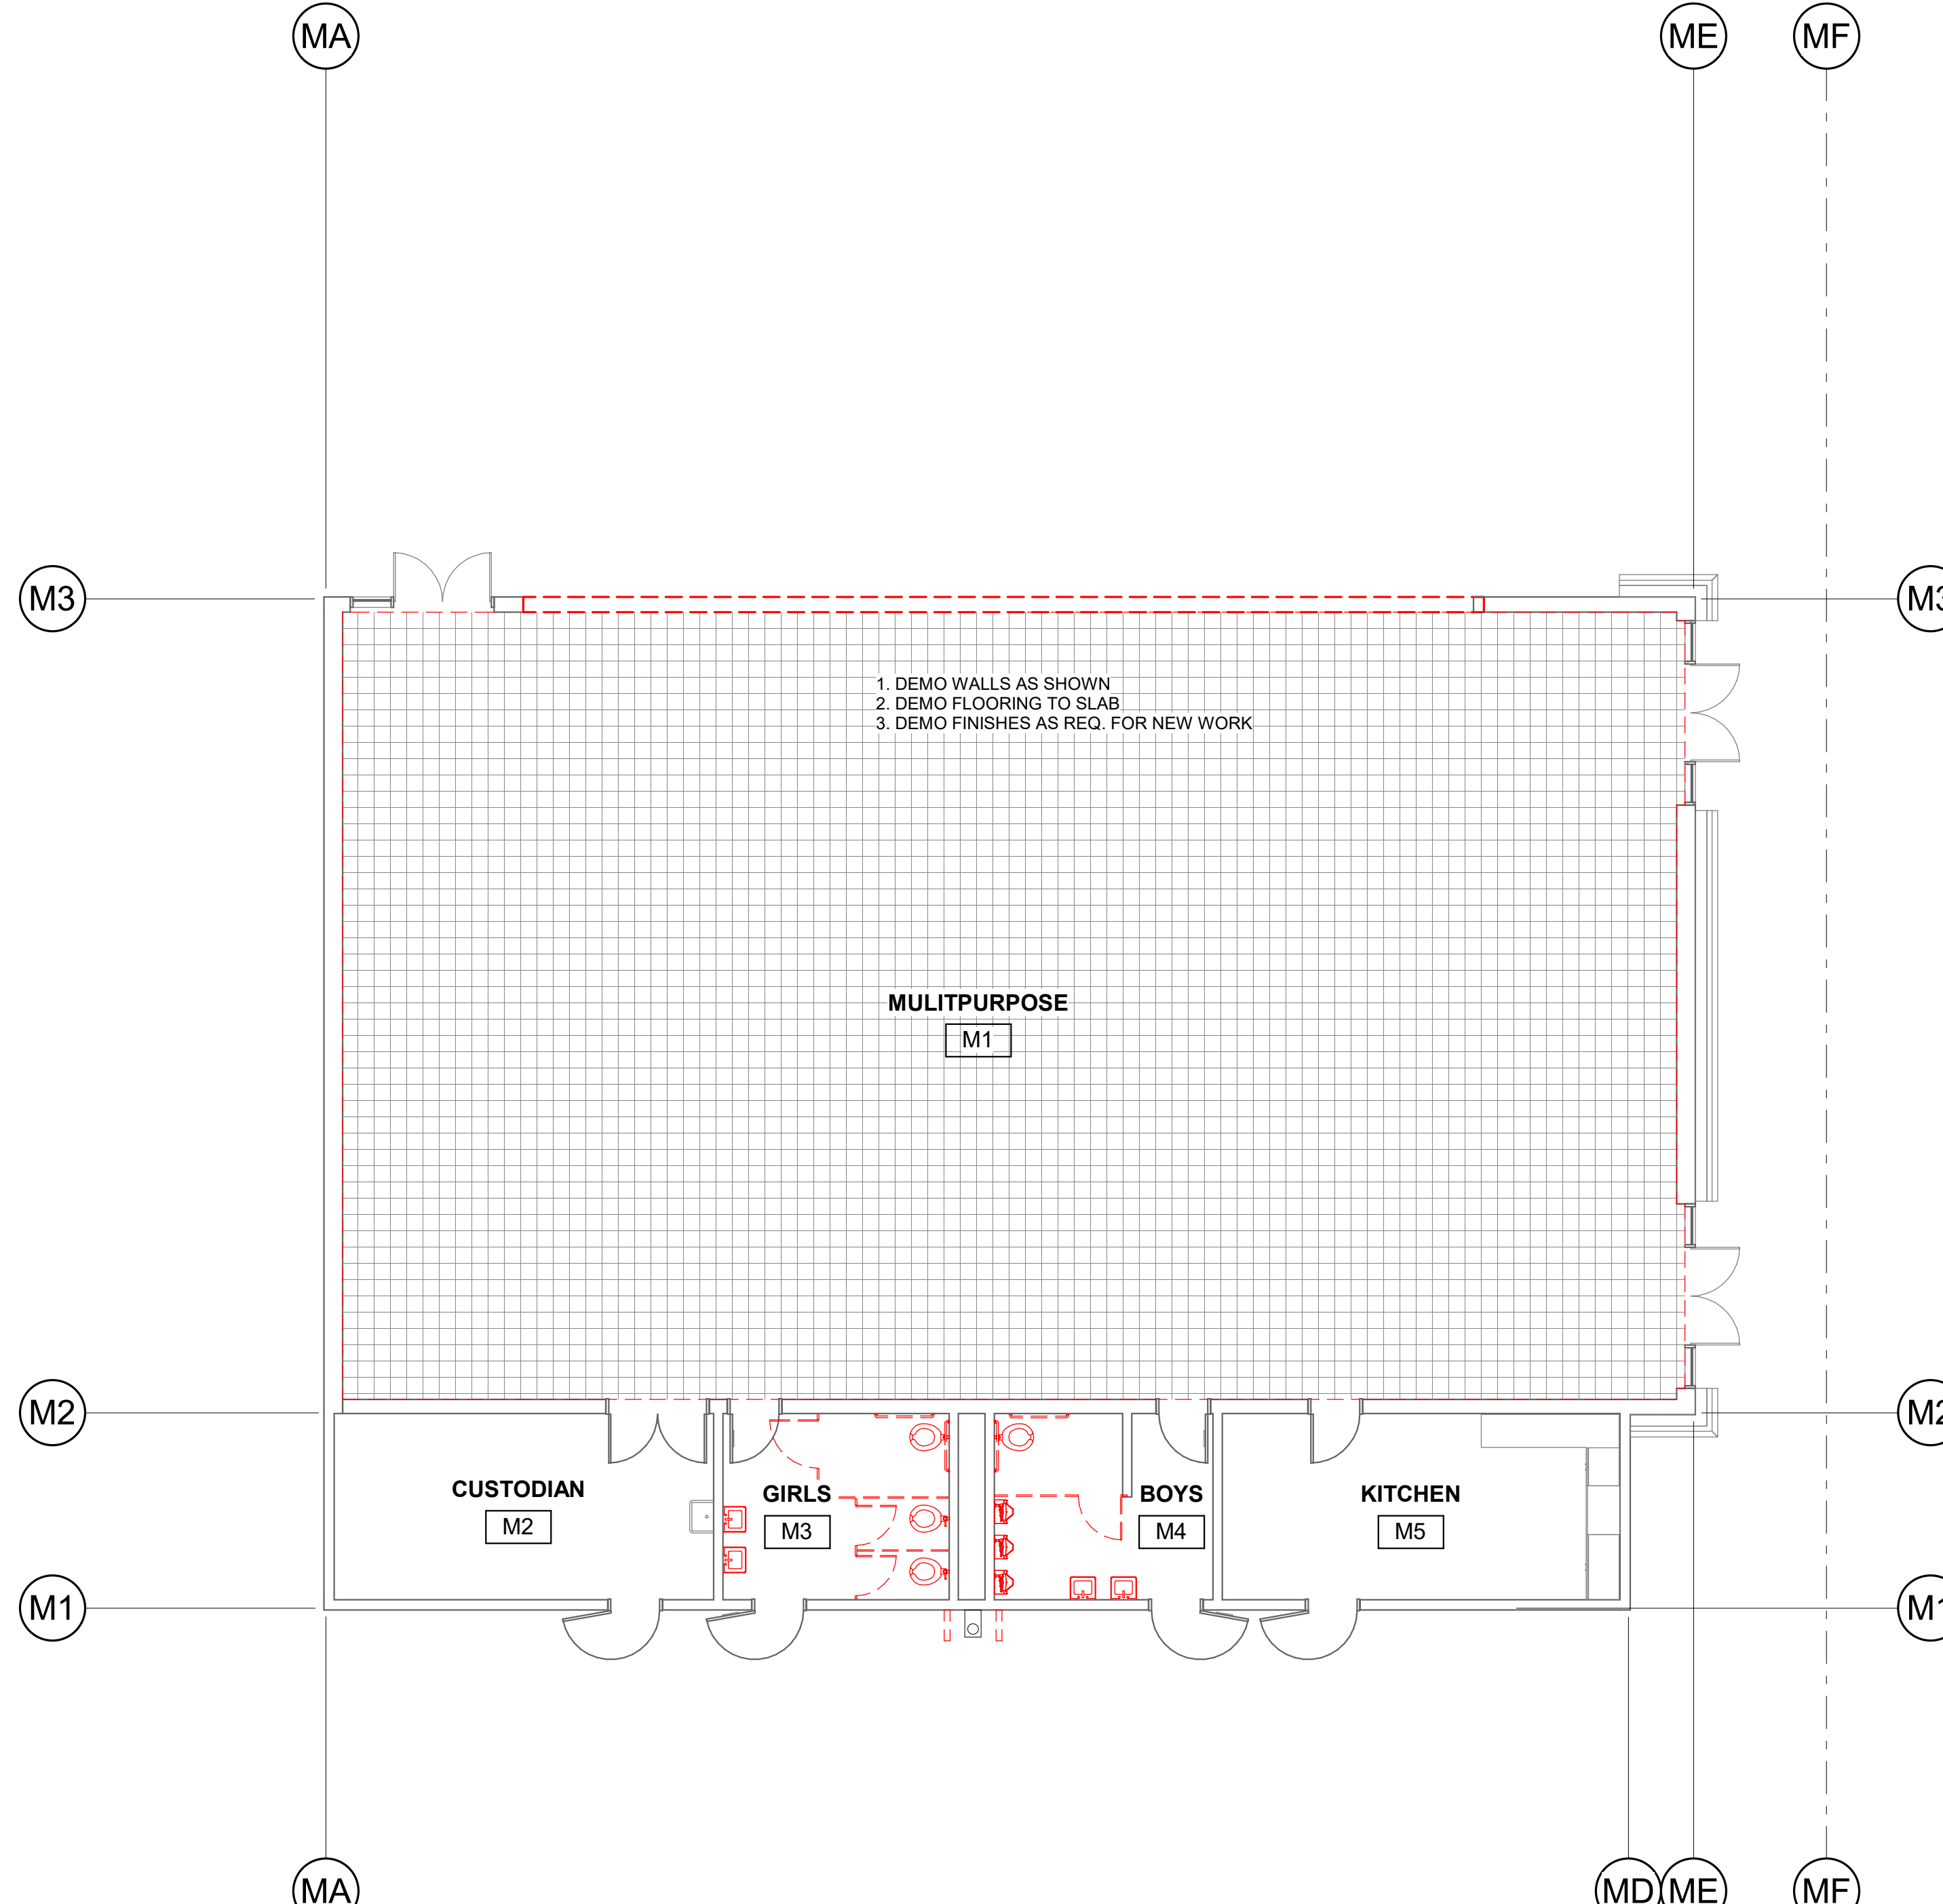 MA
ME
MF
M3
M3
1. DEMO WALLS AS SHOWN
2. DEMO FLOORING TO SLAB
3. DEMO FINISHES AS REQ. FOR NEW WORK
MULITPURPOSE
M1
M2
M2
CUSTODIAN
M2
GIRLS
M3
BOYS
M4
KITCHEN
M5
M1
M1
MA
MD
ME
MF